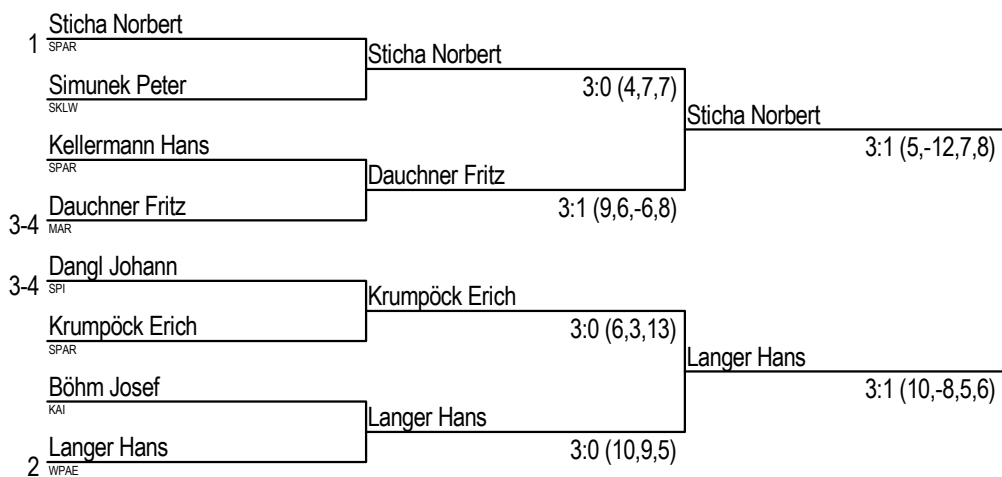 Sticha Norbert
1 SPAR
Sticha Norbert
Simunek Peter
3:0 (4,7,7)
SKLW
Sticha Norbert
Kellermann Hans
3:1 (5,-12,7,8)
SPAR
Dauchner Fritz
Dauchner Fritz
3:1 (9,6,-6,8)
3-4 MAR
Dangl Johann
3-4 SPI
Krumpöck Erich
Krumpöck Erich
3:0 (6,3,13)
SPAR
Langer Hans
Böhm Josef
3:1 (10,-8,5,6)
KAI
Langer Hans
Langer Hans
3:0 (10,9,5)
2 WPAE